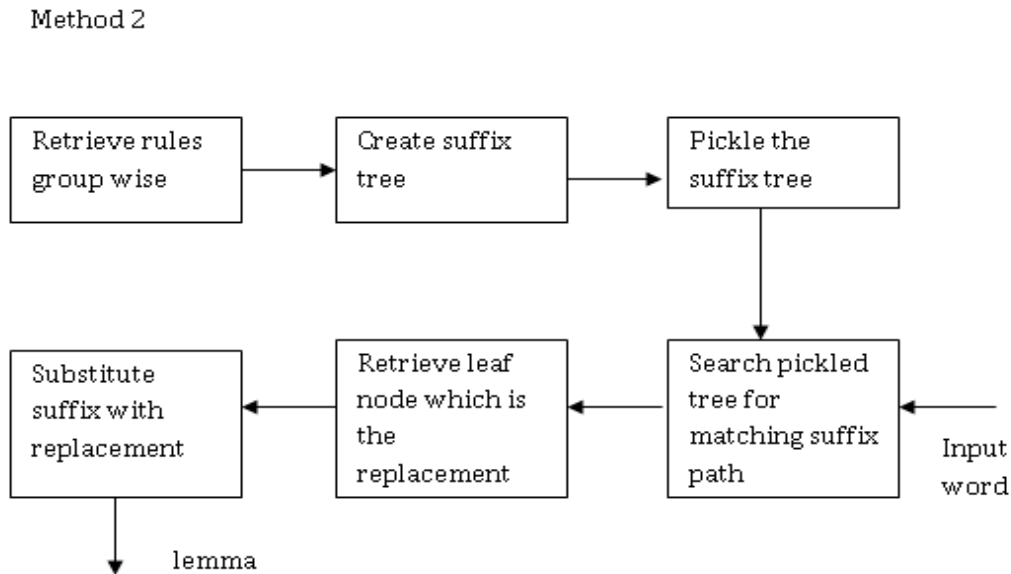 Method 2
Retrieve rules
group wise
Create suffix
tree
Pickle the
suffix tree
Search pickled
tree for
matching suffix
path
Input
word
Retrieve leaf
node which is
the
replacement
Substitute
suffix with
replacement
lemma